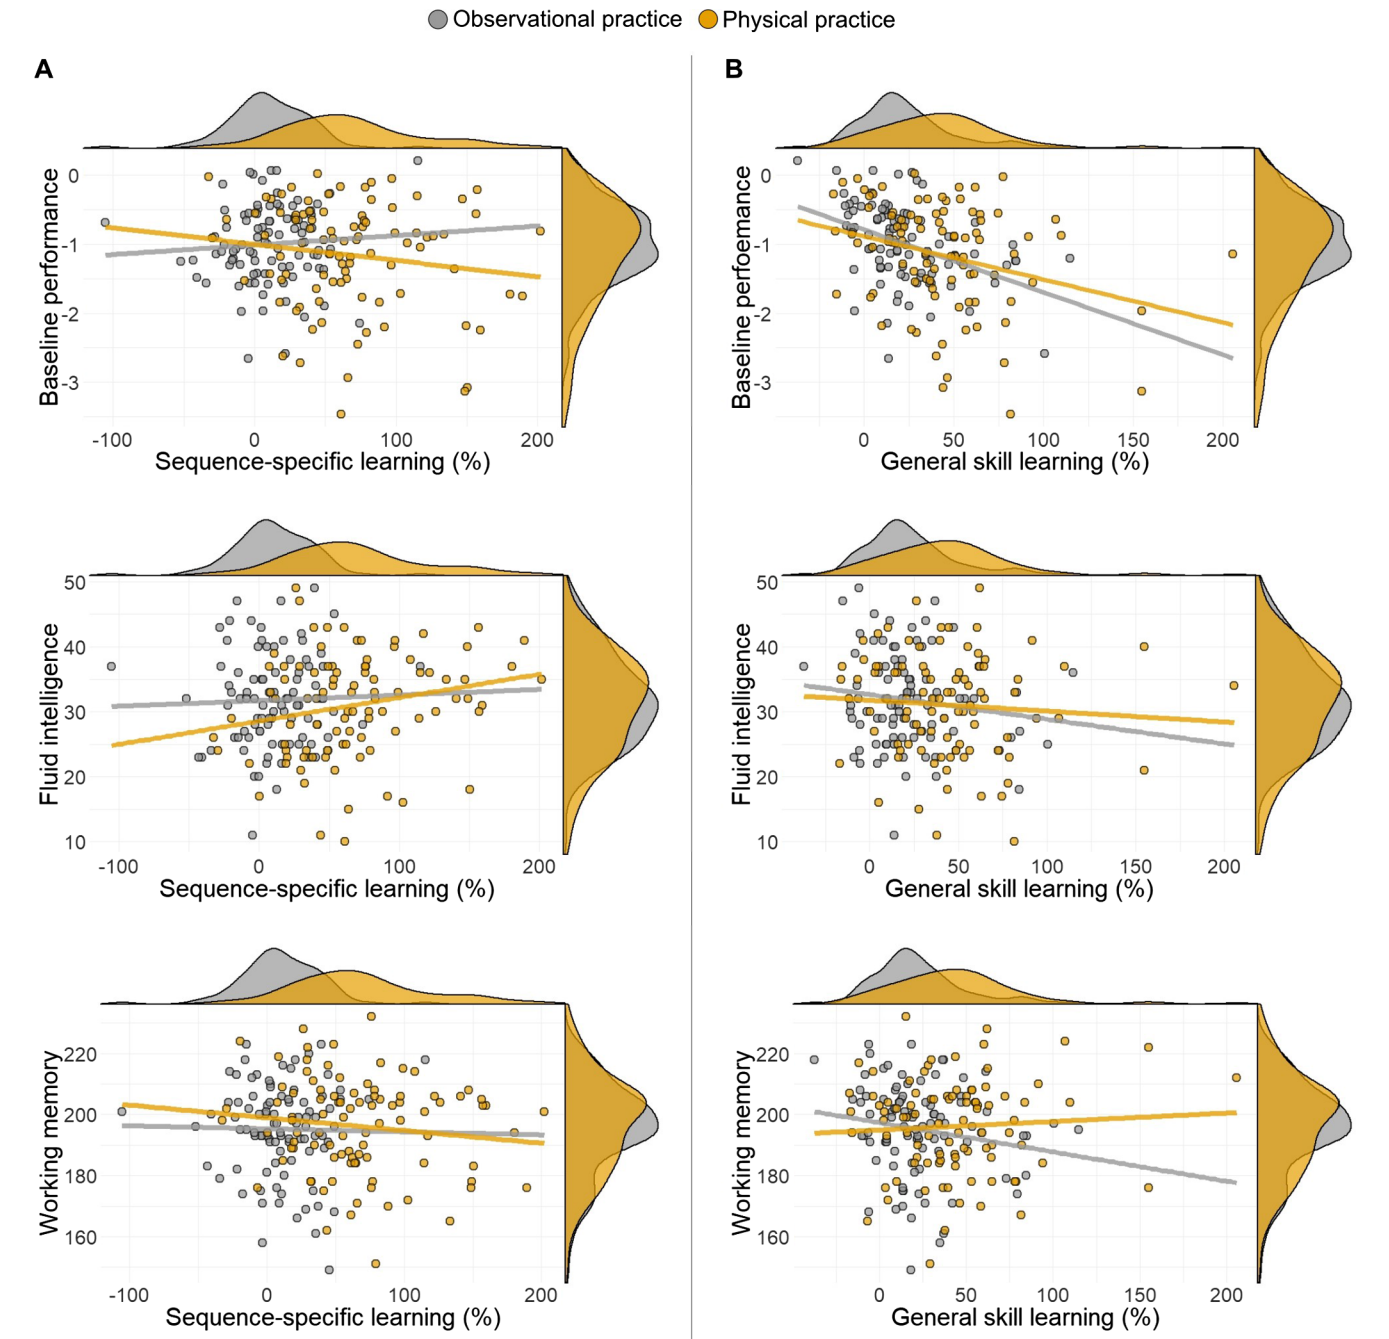 Observational practice Physical practice
A
B
Baseline performance
0
-1
-2
-3
-100 0 100 200
Sequence-specific learning (%)
Baseline performance
0
-1
-2
-3
0 50 100 150 200
General skill learning (%)
Fluid intelligence
50
40
30
20
10
-100 0 100 200
Sequence-specific learning (%)
Fluid intelligence
50
40
30
20
10
0 50 100 150 200
General skill learning (%)
Working memory
220
200
180
160
-100 0 100 200
Sequence-specific learning (%)
Working memory
220
200
180
160
0 50 100 150 200
General skill learning (%)